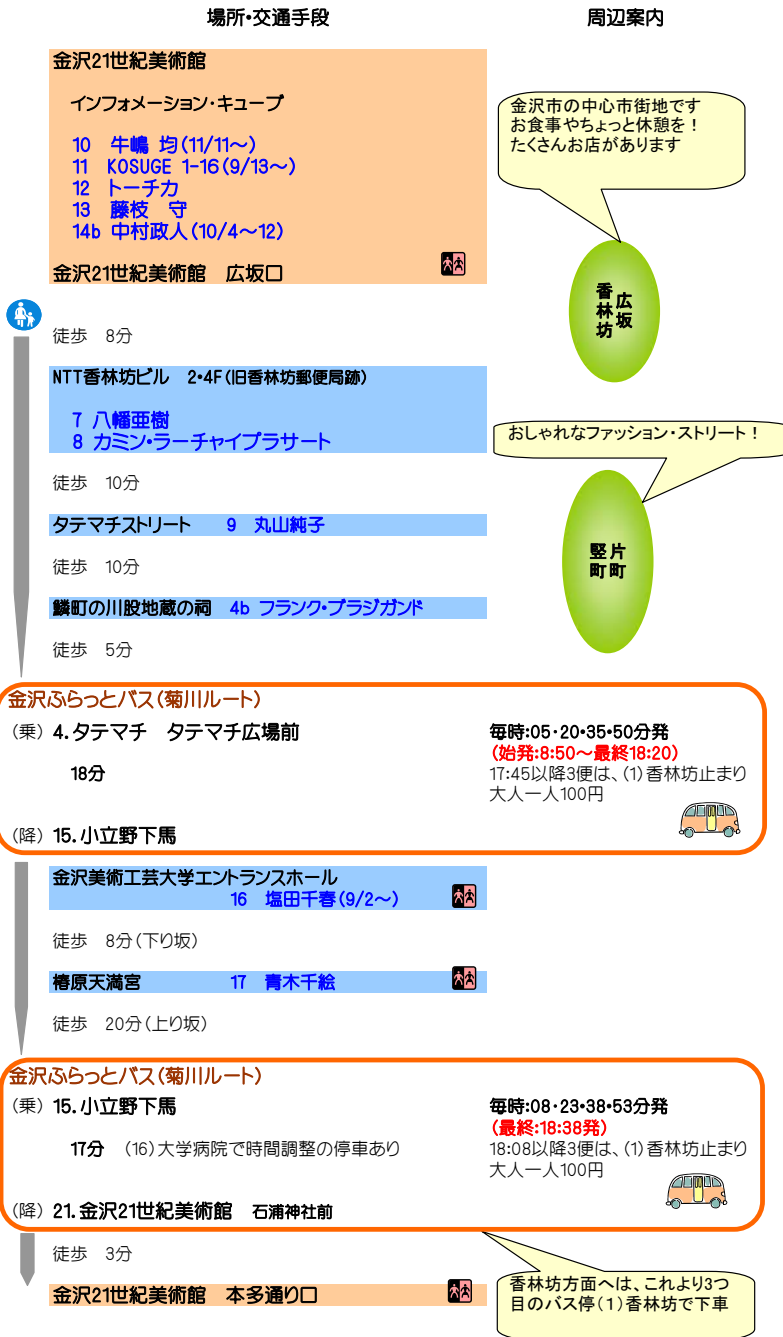 場所・交通手段　周辺案内
金沢21世紀美術館
インフォメーション・キューブ
10　牛嶋 均(11/11～)
11　KOSUGE 1-16(9/13～)
12　トーチカ
13　藤枝　守
14b 中村政人(10/4～12)
金沢21世紀美術館　広坂口
金沢市の中心市街地です
お食事やちょっと休憩を！
たくさんお店があります
広坂
香林坊
徒歩　8分
NTT香林坊ビル　2・4F(旧香林坊郵便局跡)
7 八幡亜樹
8 カミン・ラーチャイプラサート
おしゃれなファッション・ストリート！
徒歩　10分
タテマチストリート　9　丸山純子
片町
竪町
徒歩　10分
鱗町の川股地蔵の祠　4b フランク・ブラジガンド
徒歩　5分
金沢ふらっとバス(菊川ルート)
(乗) 4.タテマチ　タテマチ広場前　毎時:05・20・35・50分発
(始発:8:50～最終18:20)
18分　17:45以降3便は、(1)香林坊止まり
大人一人100円
(降) 15.小立野下馬
金沢美術工芸大学エントランスホール
16　塩田千春(9/2～)
徒歩　8分(下り坂)
椿原天満宮　17　青木千絵
徒歩　20分(上り坂)
金沢ふらっとバス(菊川ルート)
(乗) 15.小立野下馬　毎時:08・23・38・53分発
(最終:18:38発)
17分　(16)大学病院で時間調整の停車あり　18:08以降3便は、(1)香林坊止まり
大人一人100円
(降) 21.金沢21世紀美術館　石浦神社前
徒歩　3分
金沢21世紀美術館　本多通り口
香林坊方面へは、これより3つ
目のバス停(1)香林坊で下車